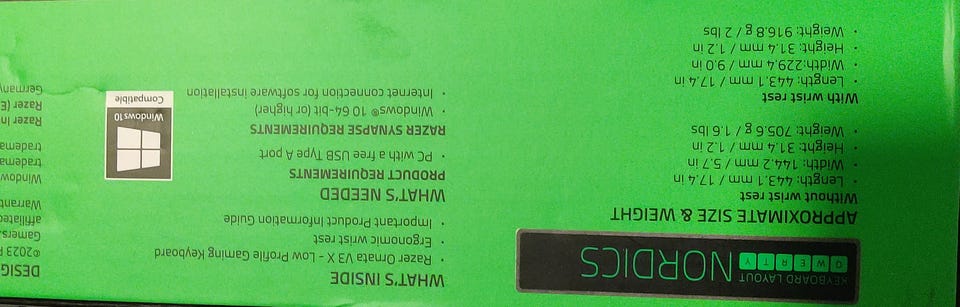 KEYBOARD LAYOUT
QWERTY
NORDICS
APPROXIMATE SIZE & WEIGHT
Without wrist rest
• Length: 443.1 mm / 17.4 in
• Width: 144.2 mm / 5.7 in
• Height: 31.4 mm / 1.2 in
• Weight: 705.6 g / 1.6 lbs
With wrist rest
• Length: 443.1 mm / 17.4 in
• Width:229.4 mm / 9.0 in
• Height: 31.4 mm / 1.2 in
• Weight: 916.8 g / 2 lbs
WHAT'S INSIDE
• Razer Ornata V3 X - Low Profile Gaming Keyboard
• Ergonomic wrist rest
• Important Product Information Guide
WHAT'S NEEDED
PRODUCT REQUIREMENTS
• PC with a free USB Type A port
RAZER SYNAPSE REQUIREMENTS
• Windows® 10 64-bit (or higher)
• Internet connection for software installation
Windows 10
Compatible
DESIG
©2023
Gamers.
affiliated
Warrant
Window
tradema
tradema
Razer In
Razer (E
Germany